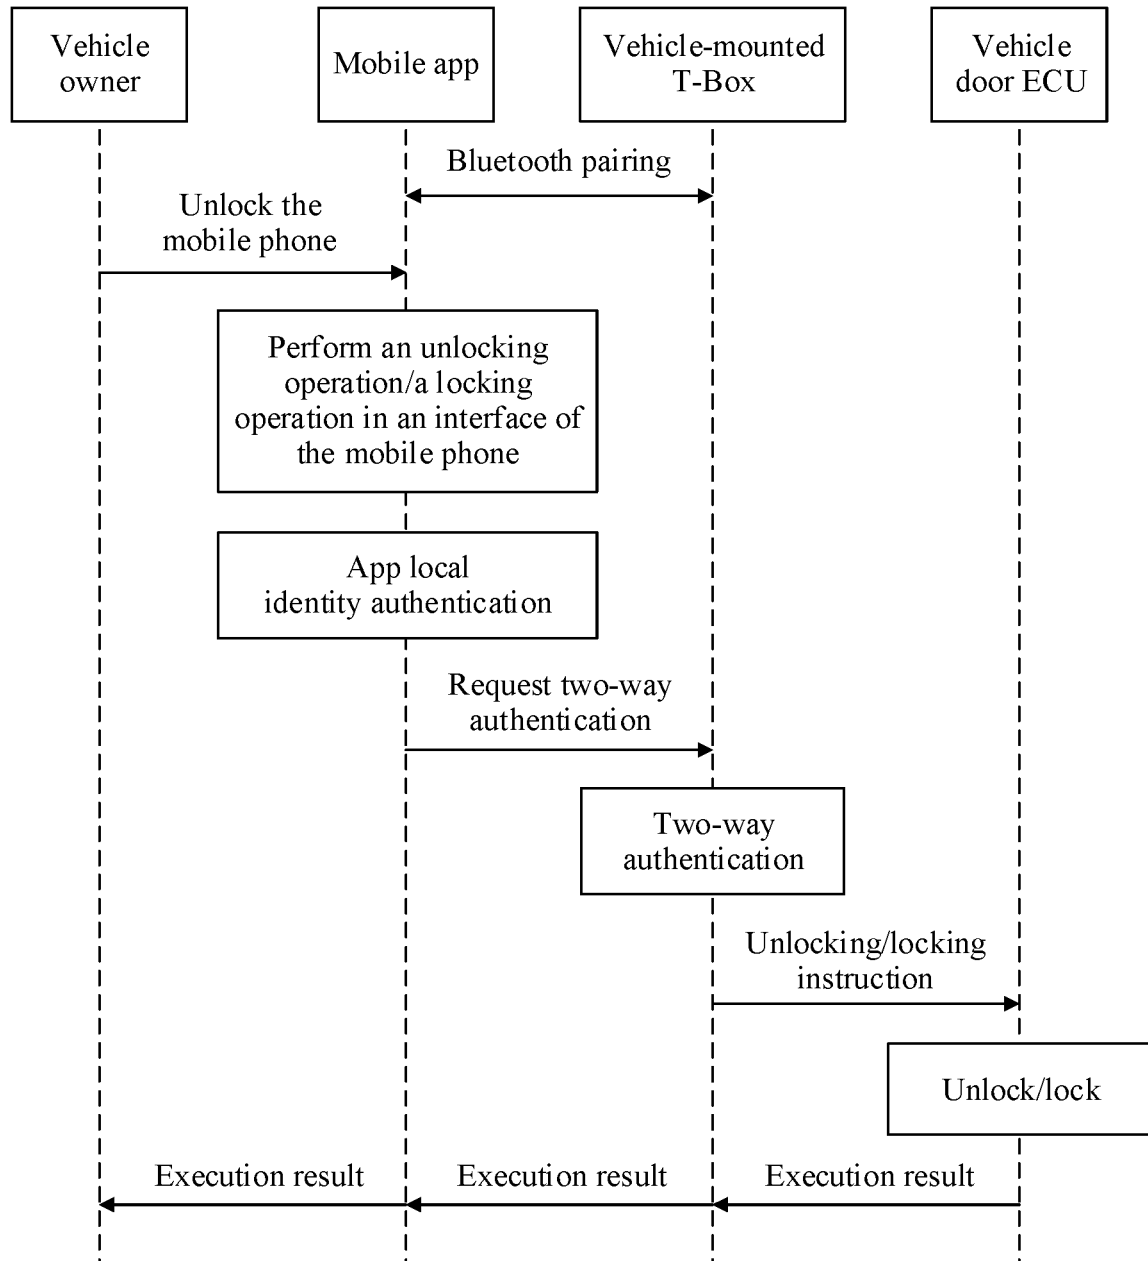 Vehicle
owner
Mobile app
Vehicle-mounted
T-Box
Vehicle
door ECU
Bluetooth pairing
Unlock the
mobile phone
Perform an unlocking
operation/a locking
operation in an interface of
the mobile phone
App local
identity authentication
Request two-way
authentication
Two-way
authentication
Unlocking/locking
instruction
Unlock/lock
Execution result
Execution result
Execution result